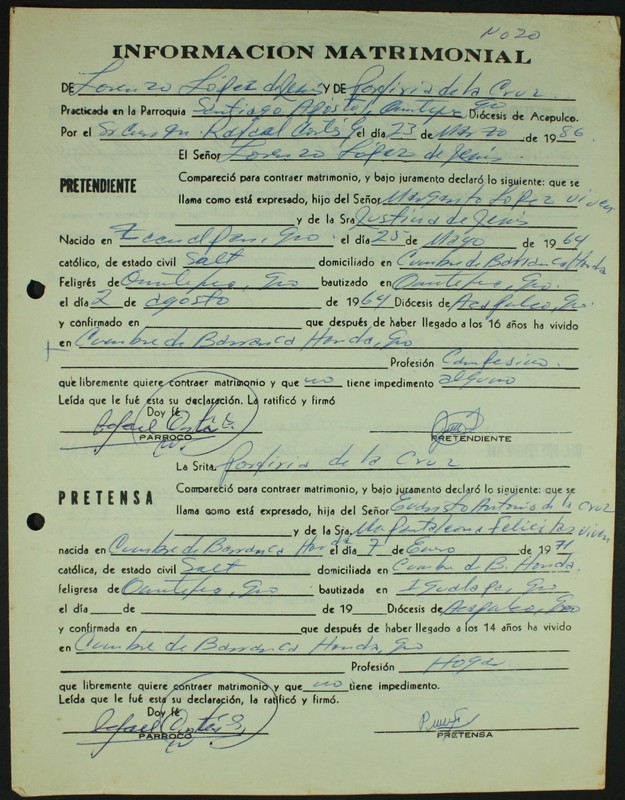 No 20
INFORMACION MATRIMONIAL
DE Lorenzo López de Jesús Y DE Porfiria de la Cruz
Practicada en la Parroquia Santiago Apóstol, Ometepec Gro Diócesis de Acapulco.
Por el Sr Cura Rafael el día 23 de Marzo de 1986
El Señor Lorenzo López de Jesús
PRETENDIENTE
Compareció para contraer matrimonio, y bajo juramento declaró lo siguiente: que se
llama como está expresado, hijo del Señor Margarito López viven
y de la Sra Justina de Jesús
Nacido en Gro. el día 25 de Mayo de 1964
católico, de estado civil Solt domiciliado en Cumbre de Barranca Honda
Feligrés de Ometepec, Gro bautizado en Ometepec, Gro.
el día 2 de agosto de 1964 Diócesis de Acapulco, Gro.
y confirmado en que después de haber llegado a los 16 años ha vivido
en Cumbre de Barranca Honda, Gro
Profesión Campesino
que libremente quiere contraer matrimonio y que no tiene impedimento alguno
Leída que le fué esta su declaración. La ratificó y firmó
Doy fé
PARROCO PRETENDIENTE
La Srita. Porfiria de la Cruz
PRETENSA
Compareció para contraer matrimonio, y bajo juramento declaró lo siguiente: que se
llama como está expresado, hija del Señor Evaristo Antonio de la Cruz
y de la Sra. Ma Pantaleona Felicitas viven
nacida en Cumbre de Barranca Honda el día 7 de Enero de 1971
católica, de estado civil Solt domiciliada en Cumbre de B. Honda.
feligresa de Ometepec, Gro bautizada en Igualapa, Gro
el día de de 19 Diócesis de Acapulco, Gro
y confirmada en que después de haber llegado a los 14 años ha vivido
en Cumbre de Barranca Honda, Gro
Profesión Hogar
que libremente quiere contraer matrimonio y que no tiene impedimento.
Leída que le fué esta su declaración, la ratificó y firmó.
Doy fé
PARROCO PRETENSA